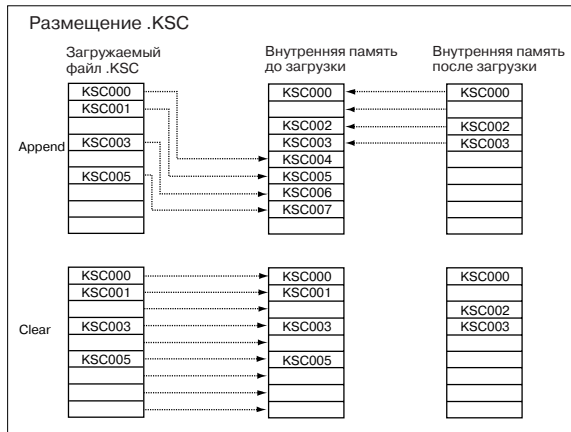 Размещение .KSC
Загружаемый
файл .KSC
Внутренняя память
до загрузки
Внутренняя память
после загрузки
Append
KSC000
KSC001
KSC003
KSC005
KSC000
KSC002
KSC003
KSC004
KSC005
KSC006
KSC007
KSC000
KSC002
KSC003
Clear
KSC000
KSC001
KSC003
KSC005
KSC000
KSC001
KSC003
KSC005
KSC000
KSC002
KSC003